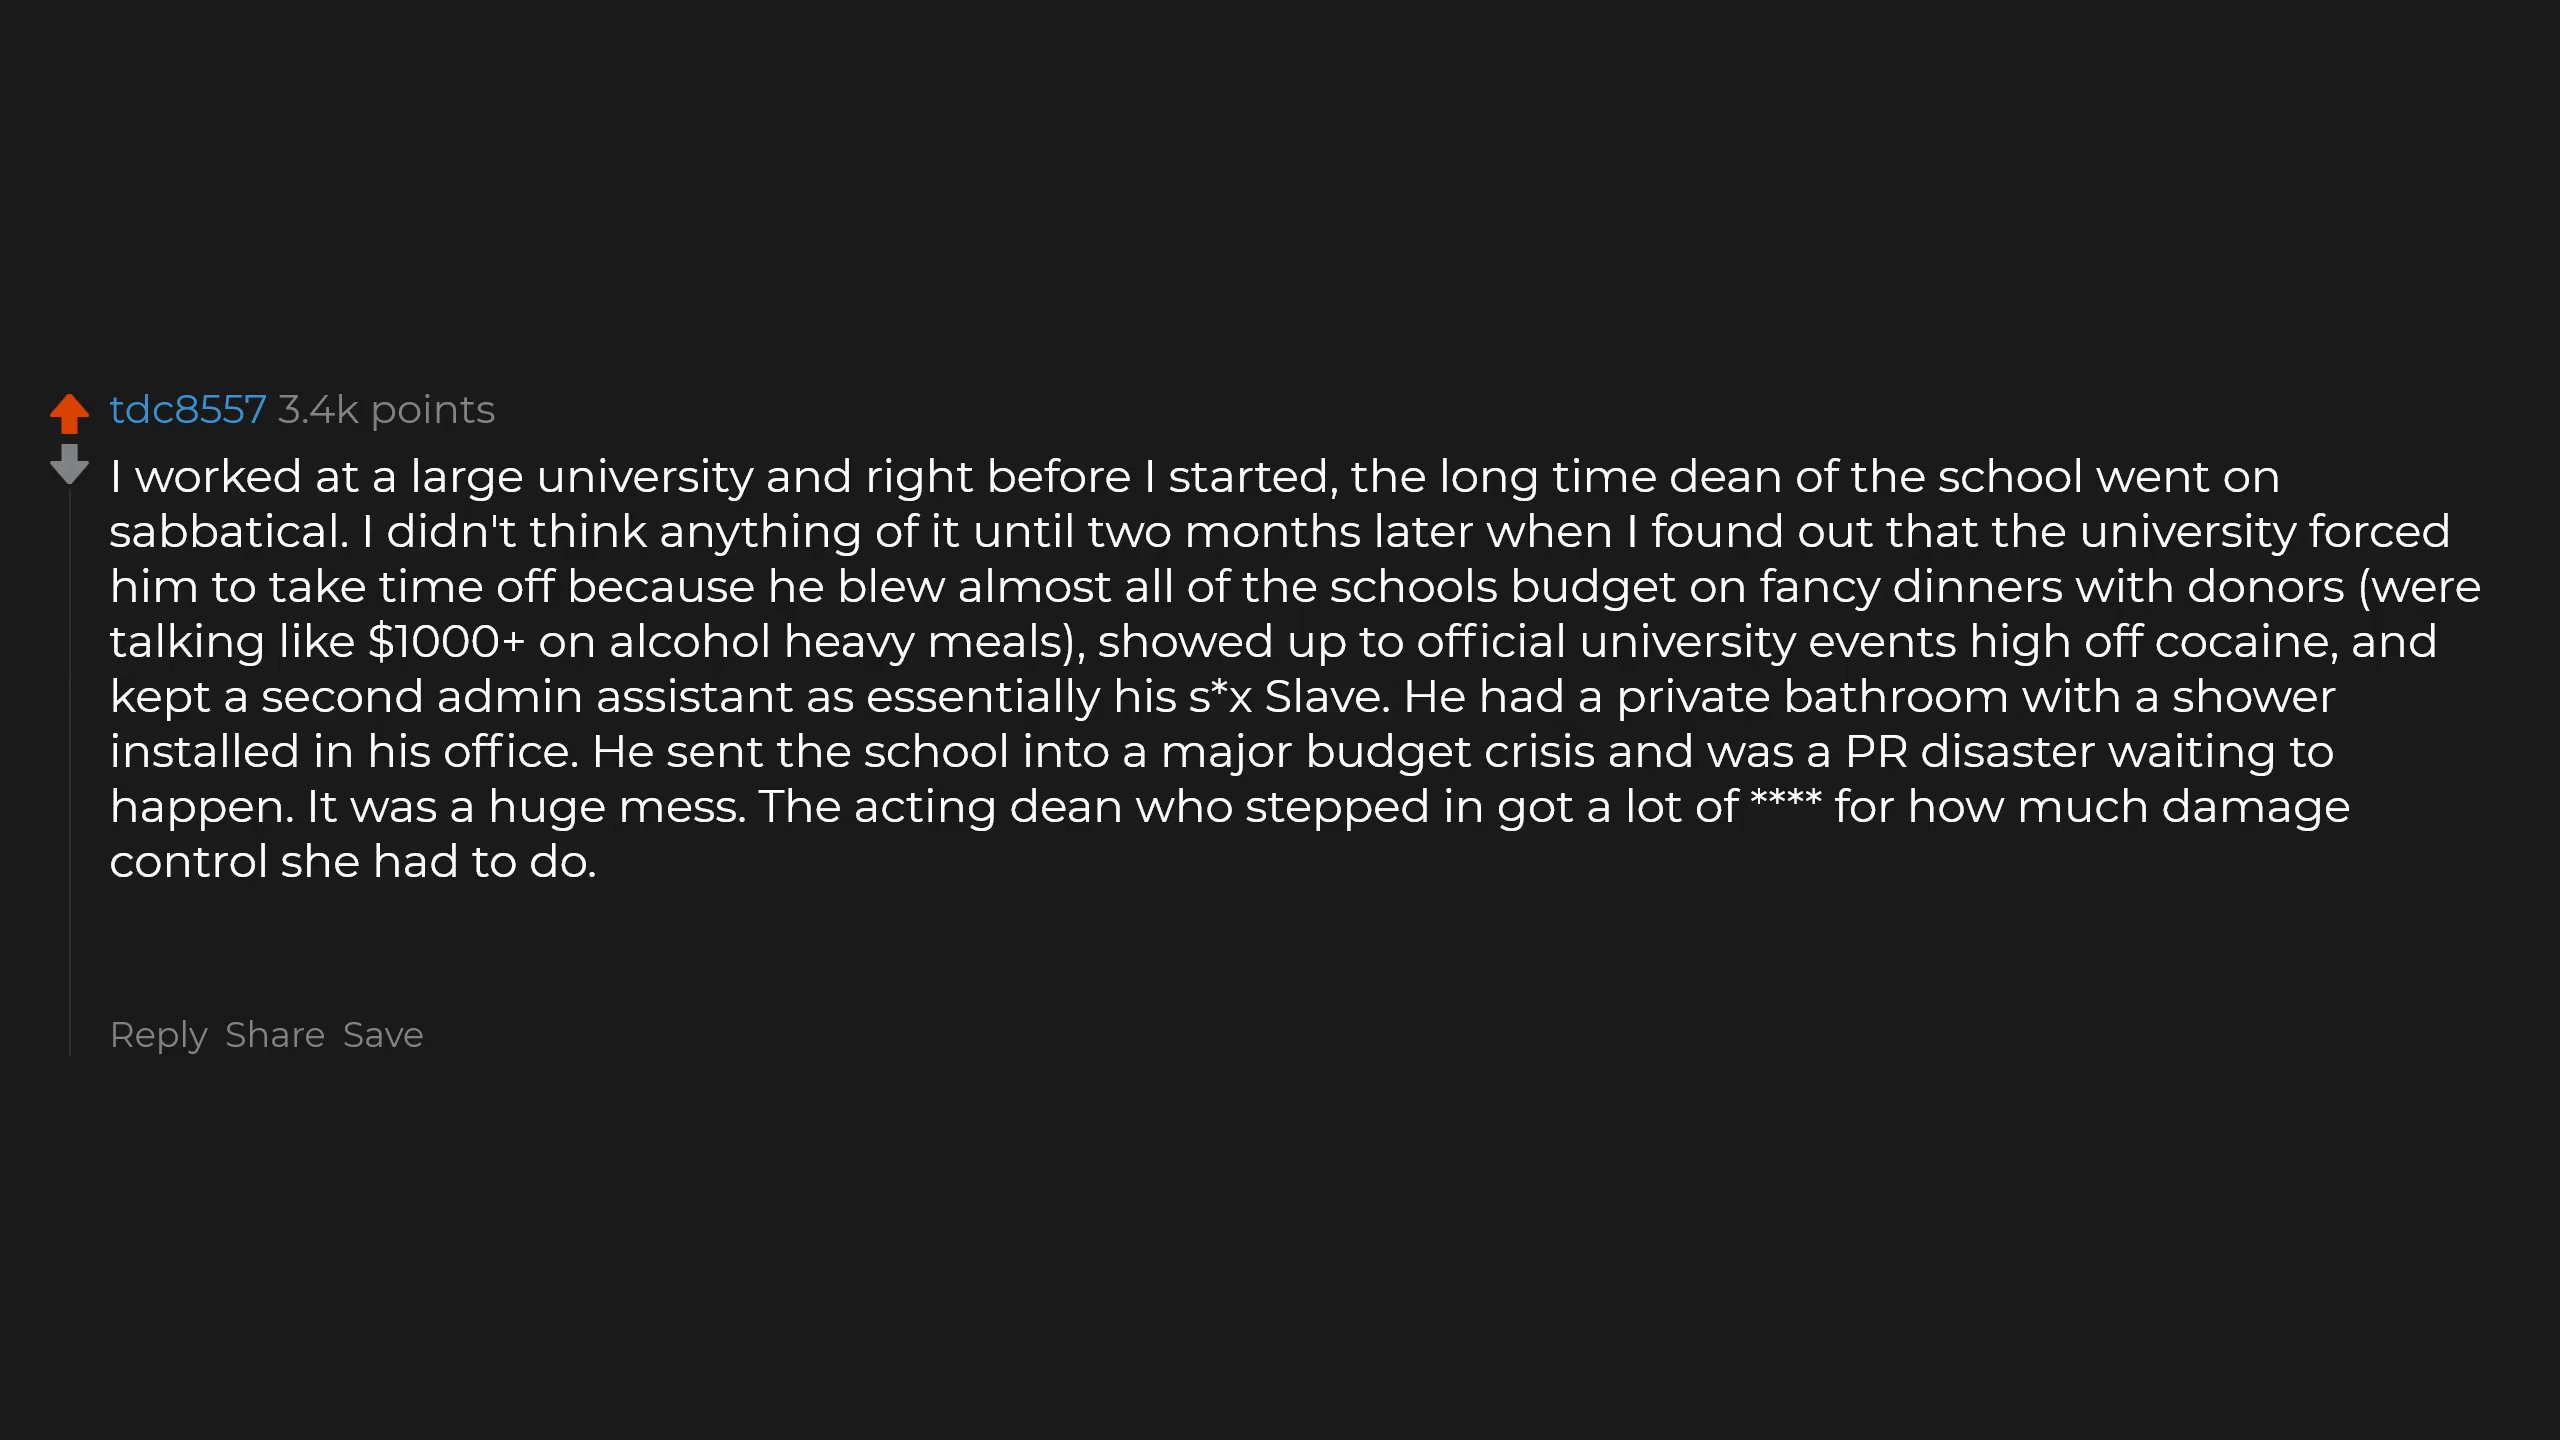 tdc8557 3.4k points
I worked at a large university and right before I started, the long time dean of the school went on
sabbatical. I didn't think anything of it until two months later when I found out that the university forced
him to take time off because he blew almost all of the schools budget on fancy dinners with donors (were
talking like $1000+ on alcohol heavy meals), showed up to official university events high off cocaine, and
kept a second admin assistant as essentially his s*x Slave. He had a private bathroom with a shower
installed in his office. He sent the school into a major budget crisis and was a PR disaster waiting to
happen. It was a huge mess. The acting dean who stepped in got a lot of **** for how much damage
control she had to do.
Reply Share Save